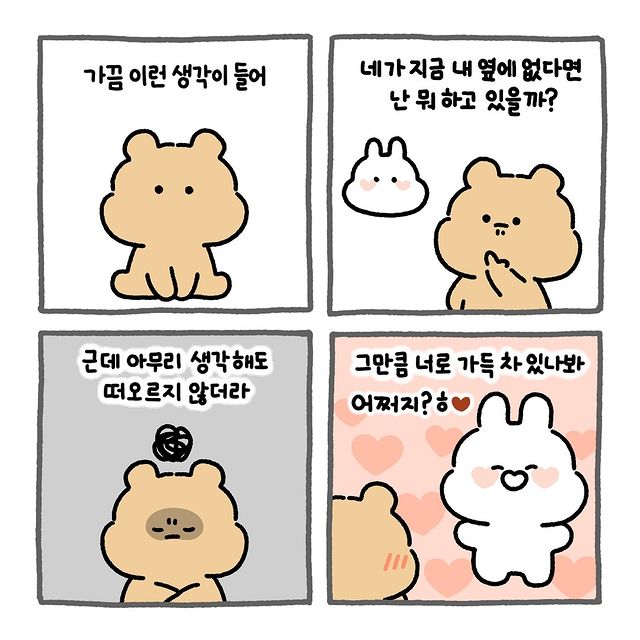 가끔 이런 생각이 들어
네가 지금 내 옆에 없다면
난 뭐 하고 있을까?
근데 아무리 생각해도
떠오르지 않더라
그만큼 너로 가득 차 있나봐
어쩌지?ㅎ♥